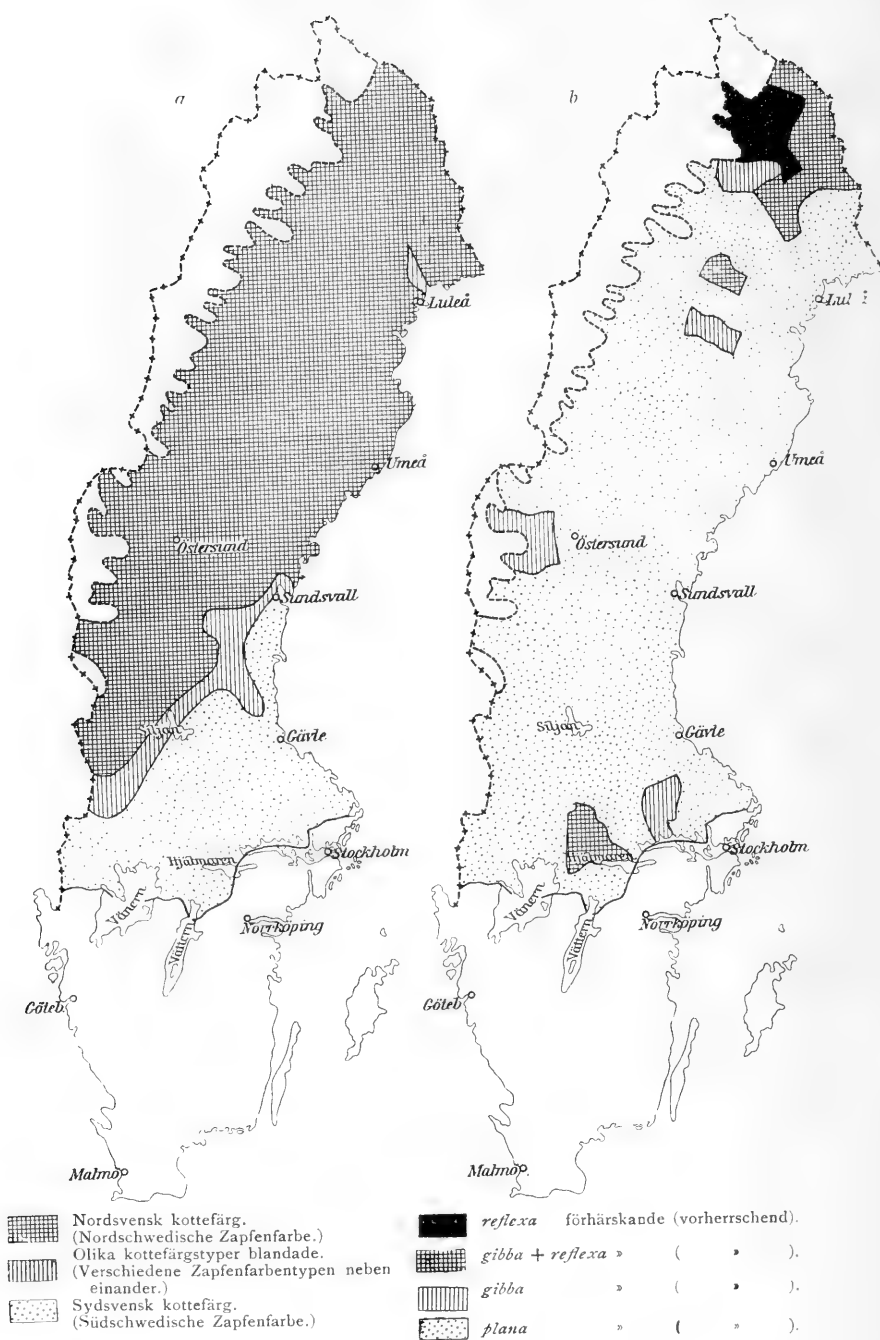 a
Luleå
Umeå
Östersund
Sundsvall
Siljan
Gävle
Stockholm
Hjälmaren
Vänern
Vättern
Norrköping
Göteb.
Malmö
b
Lul
Umeå
Östersund
Sundsvall
Siljan
Gävle
Stockholm
Hjälmaren
Vänern
Vättern
Norrköping
Göteb
Malmö.
Nordsvensk kottefärg.
(Nordschwedische Zapfenfarbe.)
Olika kottefärgstyper blandade.
(Verschiedene Zapfenfarbentypen neben
einander.)
Sydsvensk kottefärg.
(Südschwedische Zapfenfarbe.)
reflexa förhärskande (vorherrschend).
gibba + reflexa » ( » ).
gibba » ( » ).
plana » ( » ).